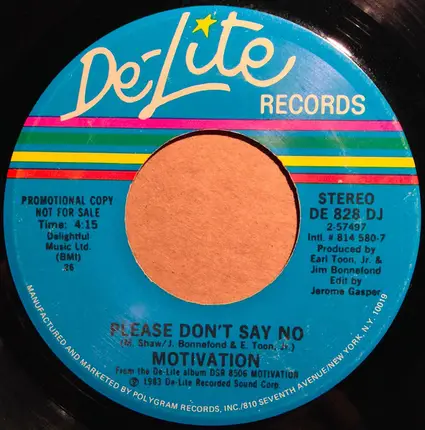 De-Lite
RECORDS
PROMOTIONAL COPY
NOT FOR SALE
Time: 4:15
Delightful
Music Ltd.
(BMI)
26
STEREO
DE 828 DJ
2-57497
Intl. # 814 580-7
Produced by
Earl Toon, Jr. &
Jim Bonnefond
Edit by
Jerome Gasper
PLEASE DON'T SAY NO
(M. Shaw/J. Bonnefond & E. Toon, Jr.)
MOTIVATION
From the De-Lite album DSR 8506 MOTIVATION
℗ 1983 De-Lite Recorded Sound Corp.
MANUFACTURED AND MARKETED BY POLYGRAM RECORDS, INC./810 SEVENTH AVENUE/NEW YORK, N.Y. 10019